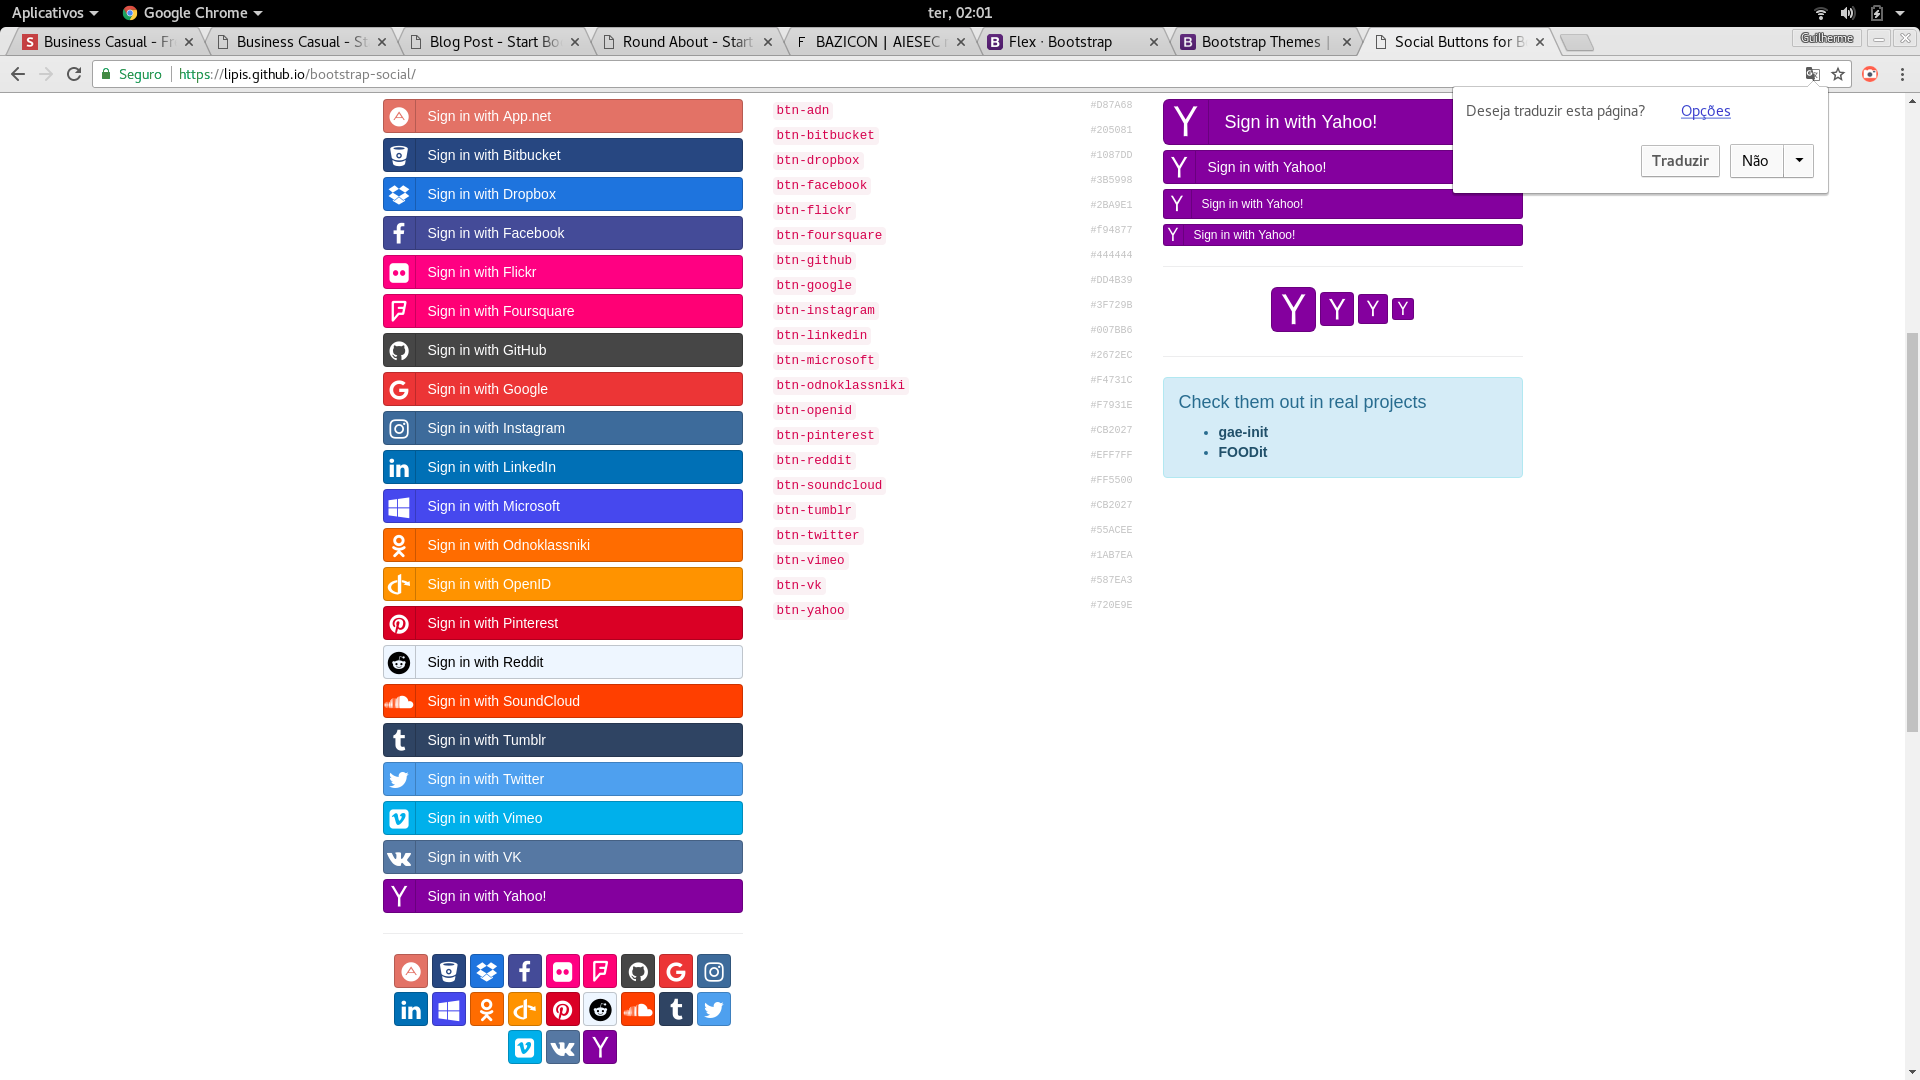 Aplicativos
Google Chrome
ter, 02:01
Business Casual - Fr
Business Casual - St
Blog Post - Start Bo
Round About - Start
BAZICON | AIESEC
Flex · Bootstrap
Bootstrap Themes |
Social Buttons for B
Guilherme
Seguro
https://lipis.github.io/bootstrap-social/
Deseja traduzir esta página?
Opções
Traduzir
Não
Sign in with App.net
Sign in with Bitbucket
Sign in with Dropbox
Sign in with Facebook
Sign in with Flickr
Sign in with Foursquare
Sign in with GitHub
Sign in with Google
Sign in with Instagram
Sign in with LinkedIn
Sign in with Microsoft
Sign in with Odnoklassniki
Sign in with OpenID
Sign in with Pinterest
Sign in with Reddit
Sign in with SoundCloud
Sign in with Tumblr
Sign in with Twitter
Sign in with Vimeo
Sign in with VK
Sign in with Yahoo!
btn-adn #D87A68
btn-bitbucket #205081
btn-dropbox #1087DD
btn-facebook #3B5998
btn-flickr #2BA9E1
btn-foursquare #f94877
btn-github #444444
btn-google #DD4B39
btn-instagram #3F729B
btn-linkedin #007BB6
btn-microsoft #2672EC
btn-odnoklassniki #F4731C
btn-openid #F7931E
btn-pinterest #CB2027
btn-reddit #EFF7FF
btn-soundcloud #FF5500
btn-tumblr #CB2027
btn-twitter #55ACEE
btn-vimeo #1AB7EA
btn-vk #587EA3
btn-yahoo #720E9E
Sign in with Yahoo!
Sign in with Yahoo!
Sign in with Yahoo!
Sign in with Yahoo!
Check them out in real projects
gae-init
FOODit